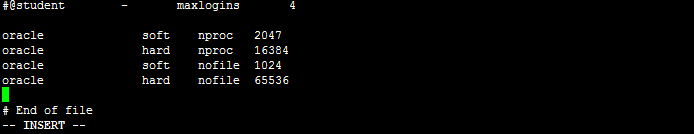 #@student        -       maxlogins       4
oracle              soft    nproc   2047
oracle              hard    nproc   16384
oracle              soft    nofile  1024
oracle              hard    nofile  65536
# End of file
-- INSERT --